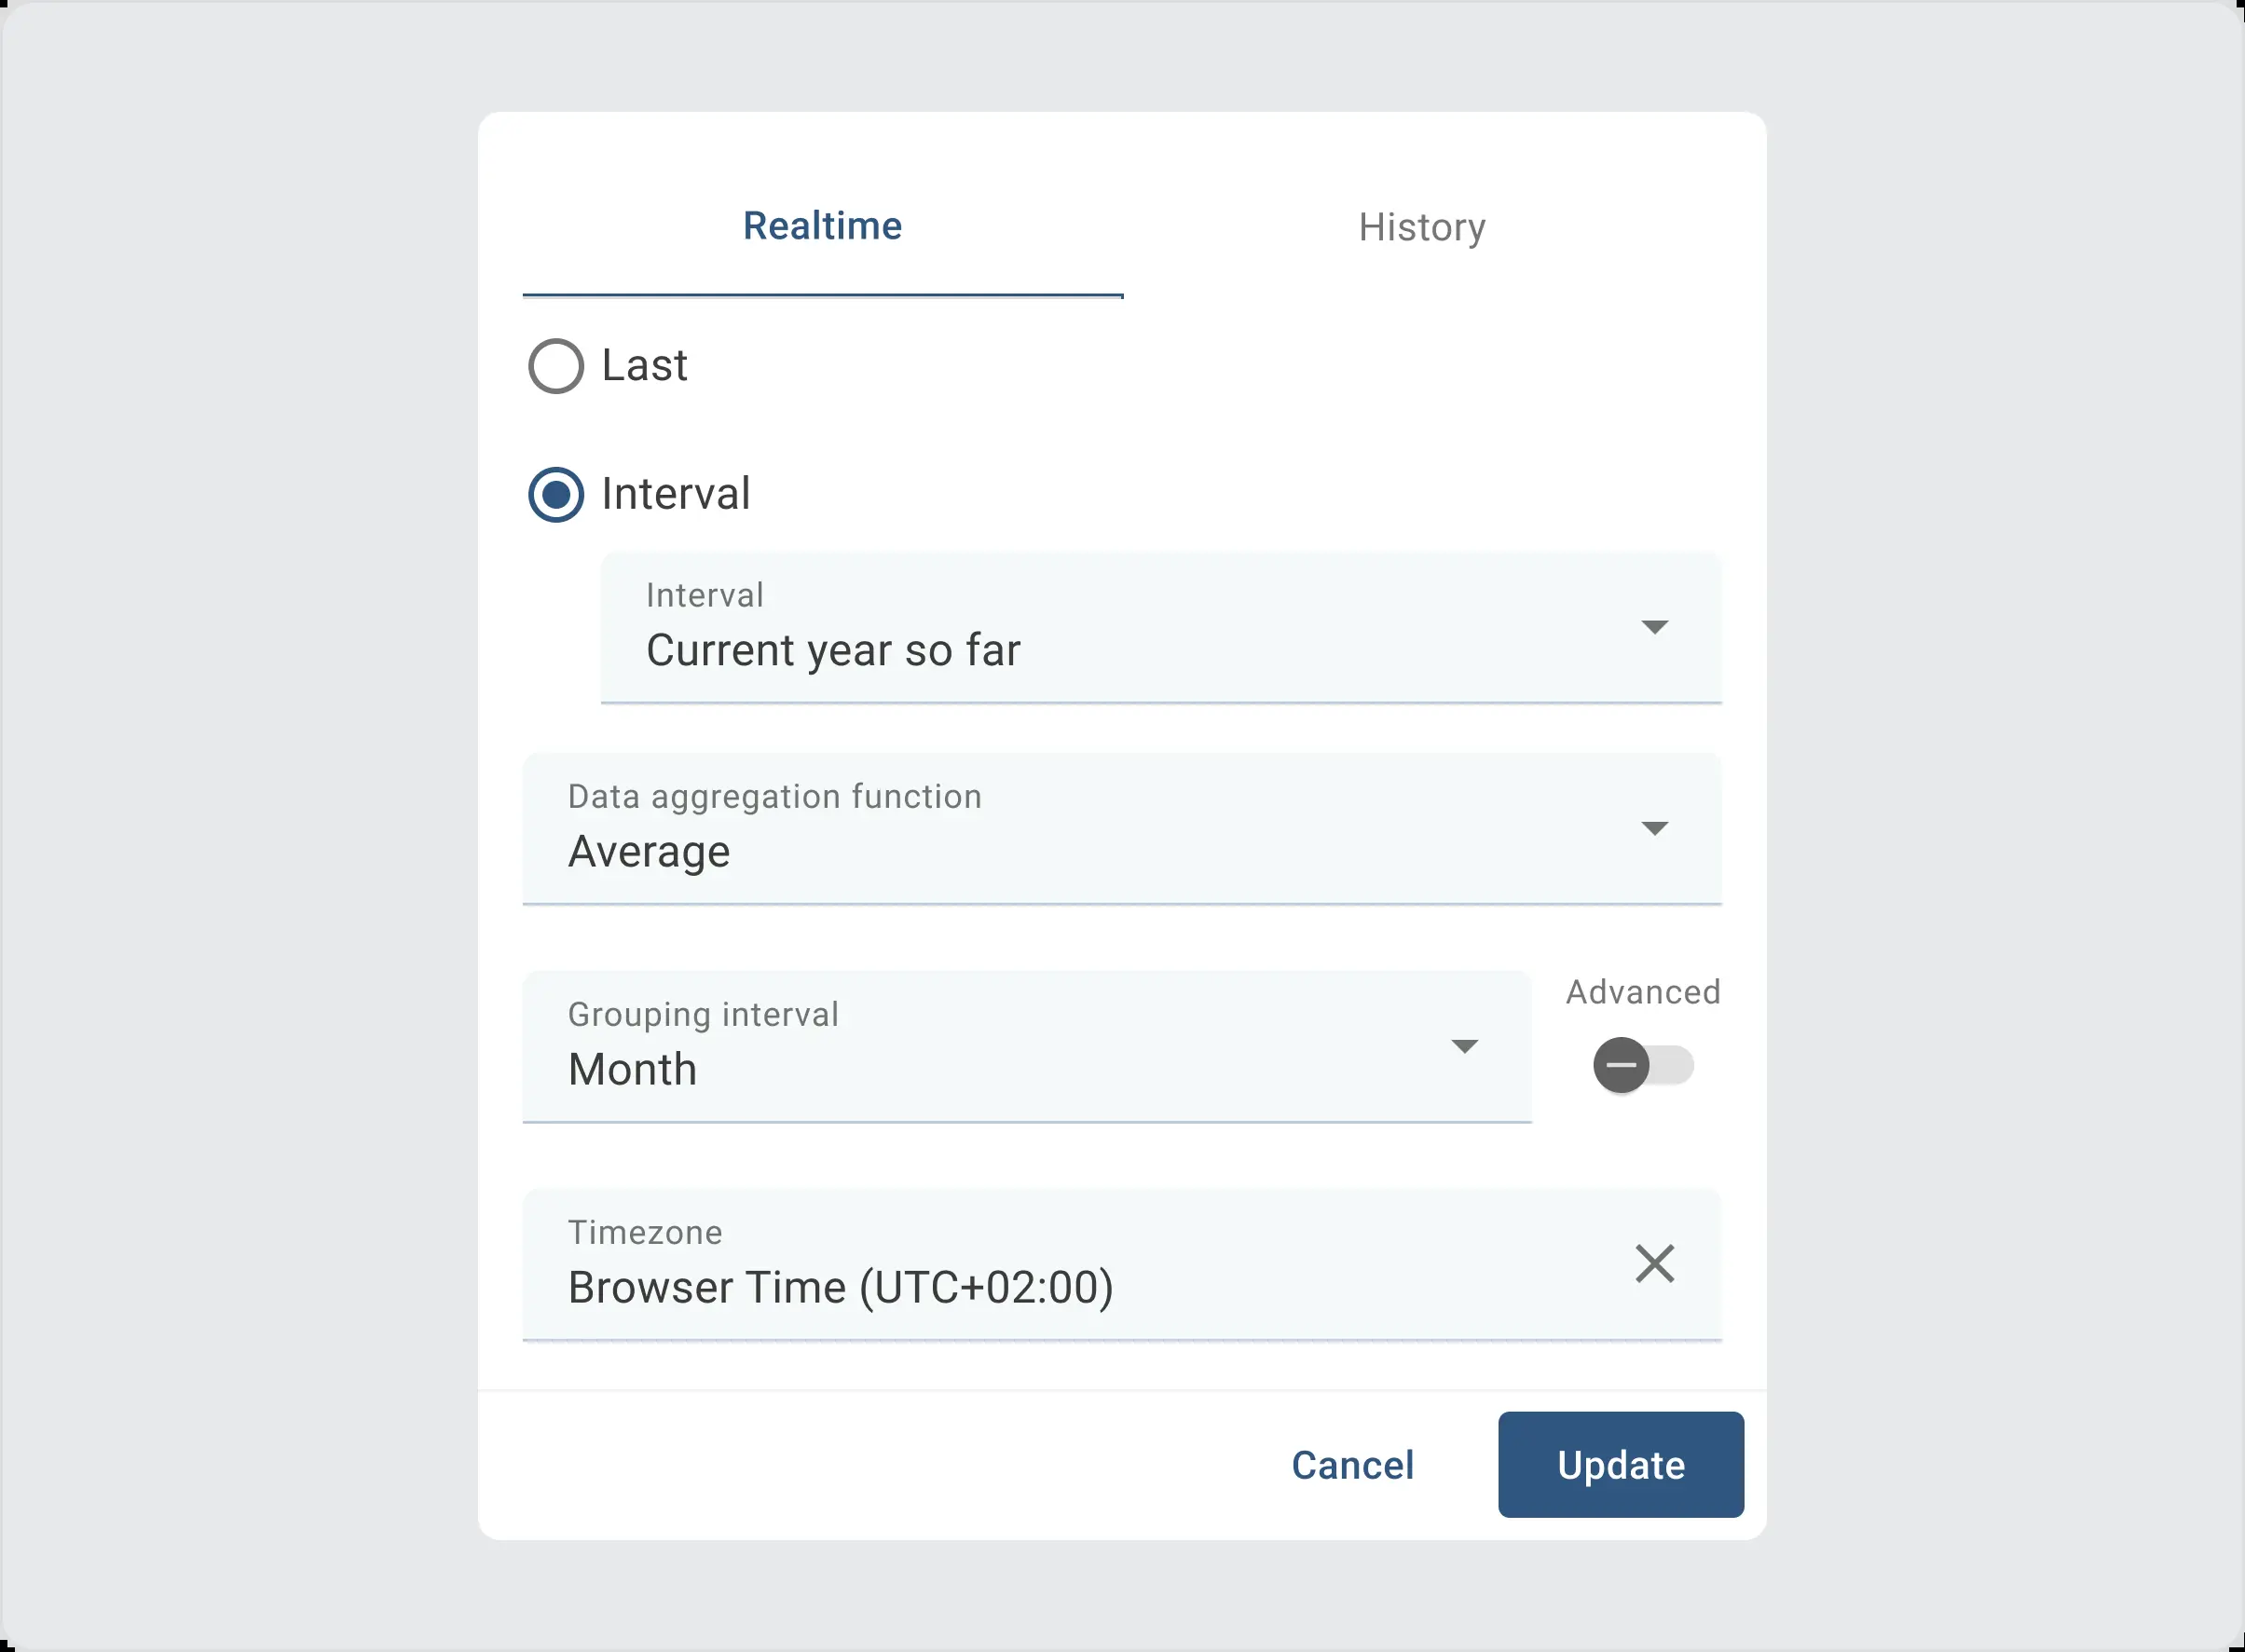 Realtime
History
Last
Interval
Interval
Current year so far
Data aggregation function
Average
Grouping interval
Month
Advanced
Timezone
Browser Time (UTC+02:00)
Cancel
Update